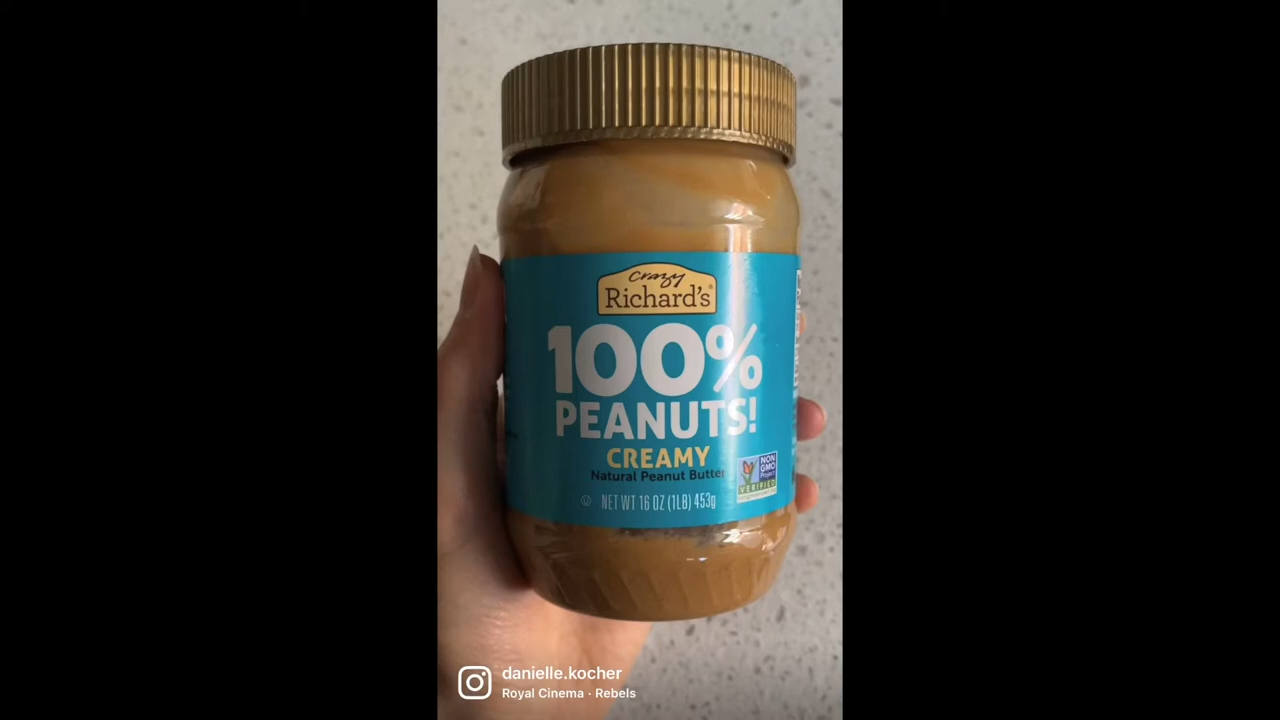 Crazy
Richard's
100%
PEANUTS!
CREAMY
Natural Peanut Butter
NON
GMO
Project
VERIFIED
NET WT 16 OZ (1LB) 453g
danielle.kocher
Royal Cinema · Rebels